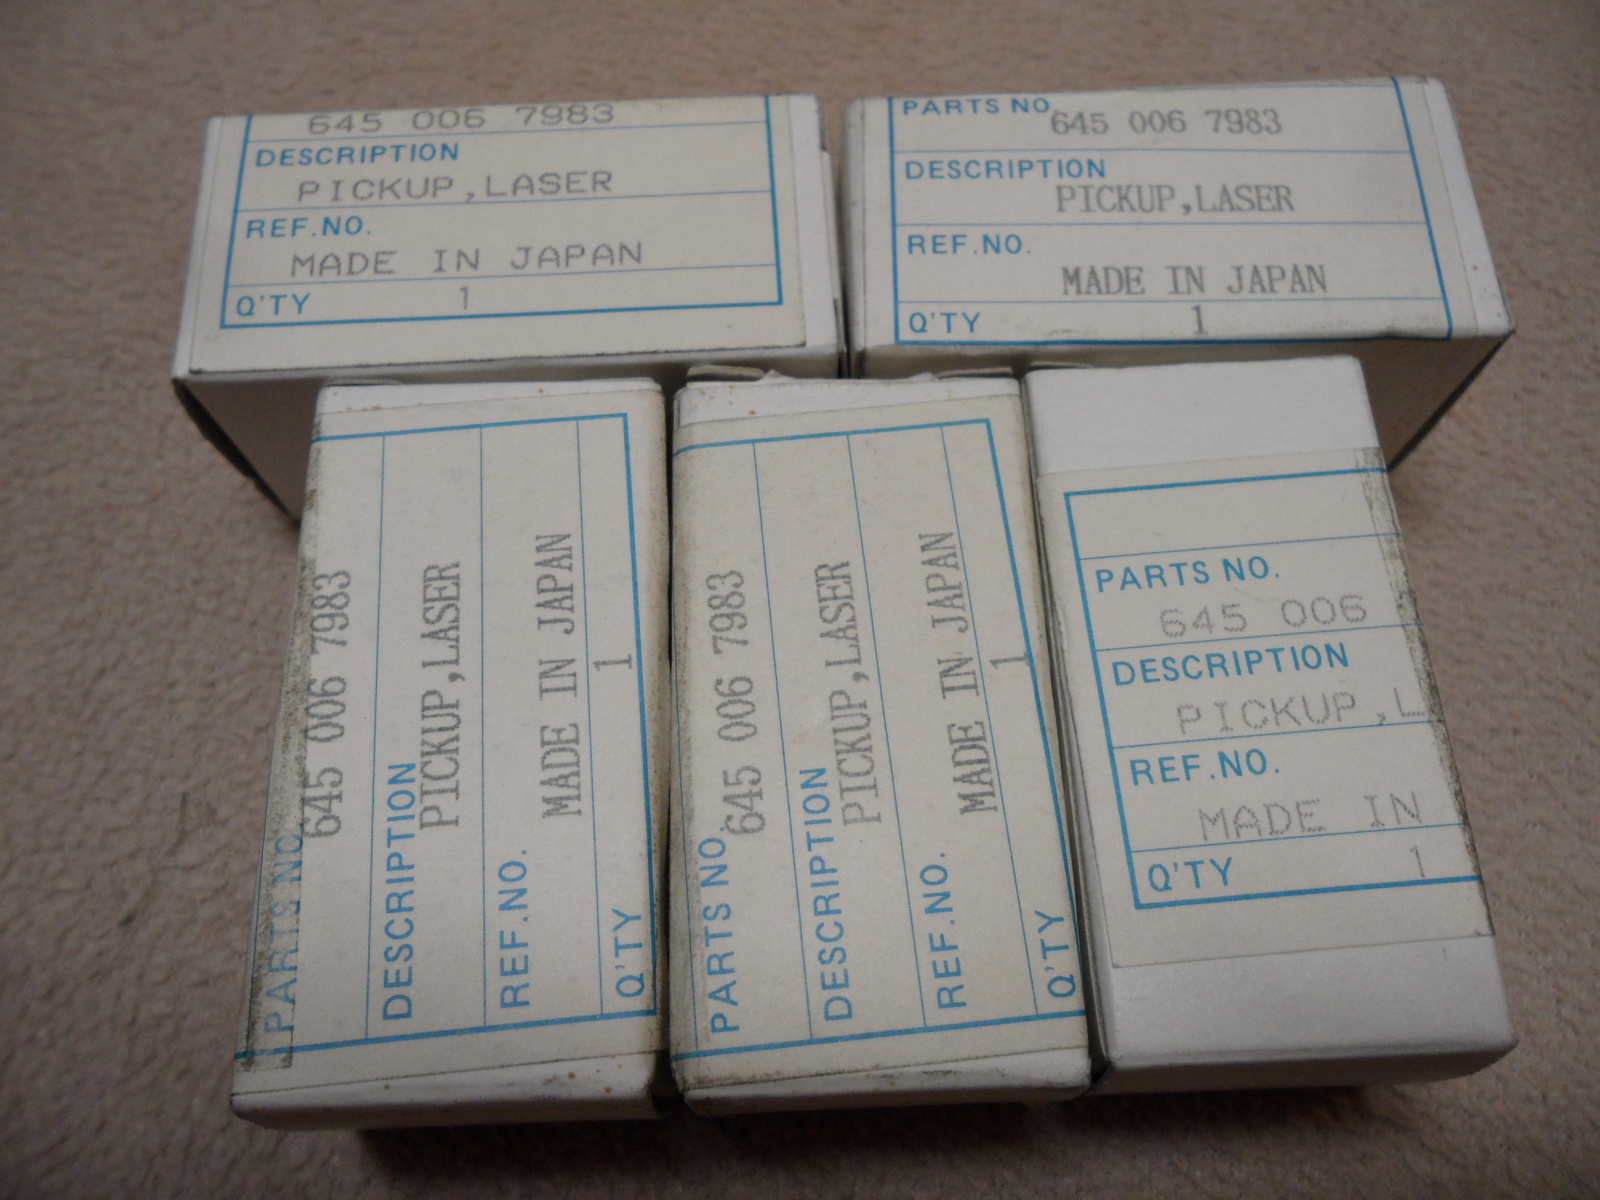 645 006 7983
DESCRIPTION
PICKUP,LASER
REF.NO.
MADE IN JAPAN
Q'TY 1
PARTS NO. 645 006 7983
DESCRIPTION
PICKUP,LASER
REF.NO.
MADE IN JAPAN
Q'TY 1
PARTS NO.
645 006 7983
DESCRIPTION
PICKUP,LASER
REF.NO.
MADE IN JAPAN
Q'TY 1
PARTS NO.
645 006 7983
DESCRIPTION
PICKUP,LASER
REF.NO.
MADE IN JAPAN
Q'TY 1
PARTS NO.
645 006
DESCRIPTION
PICKUP,L
REF.NO.
MADE IN
Q'TY 1